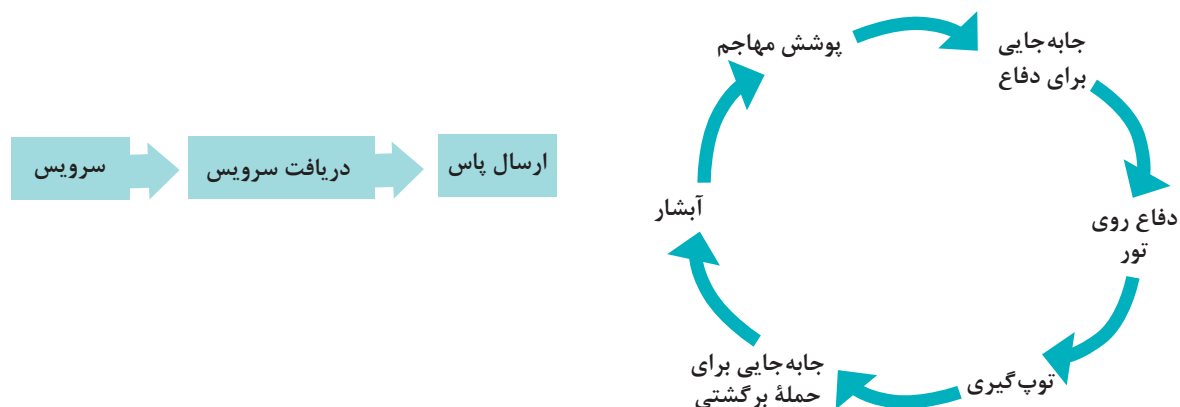 سرویس
دریافت سرویس
ارسال پاس
پوشش مهاجم
جابه‌جایی
برای دفاع
دفاع روی
تور
توپ‌گیری
جابه‌جایی برای
حملهٔ برگشتی
آبشار